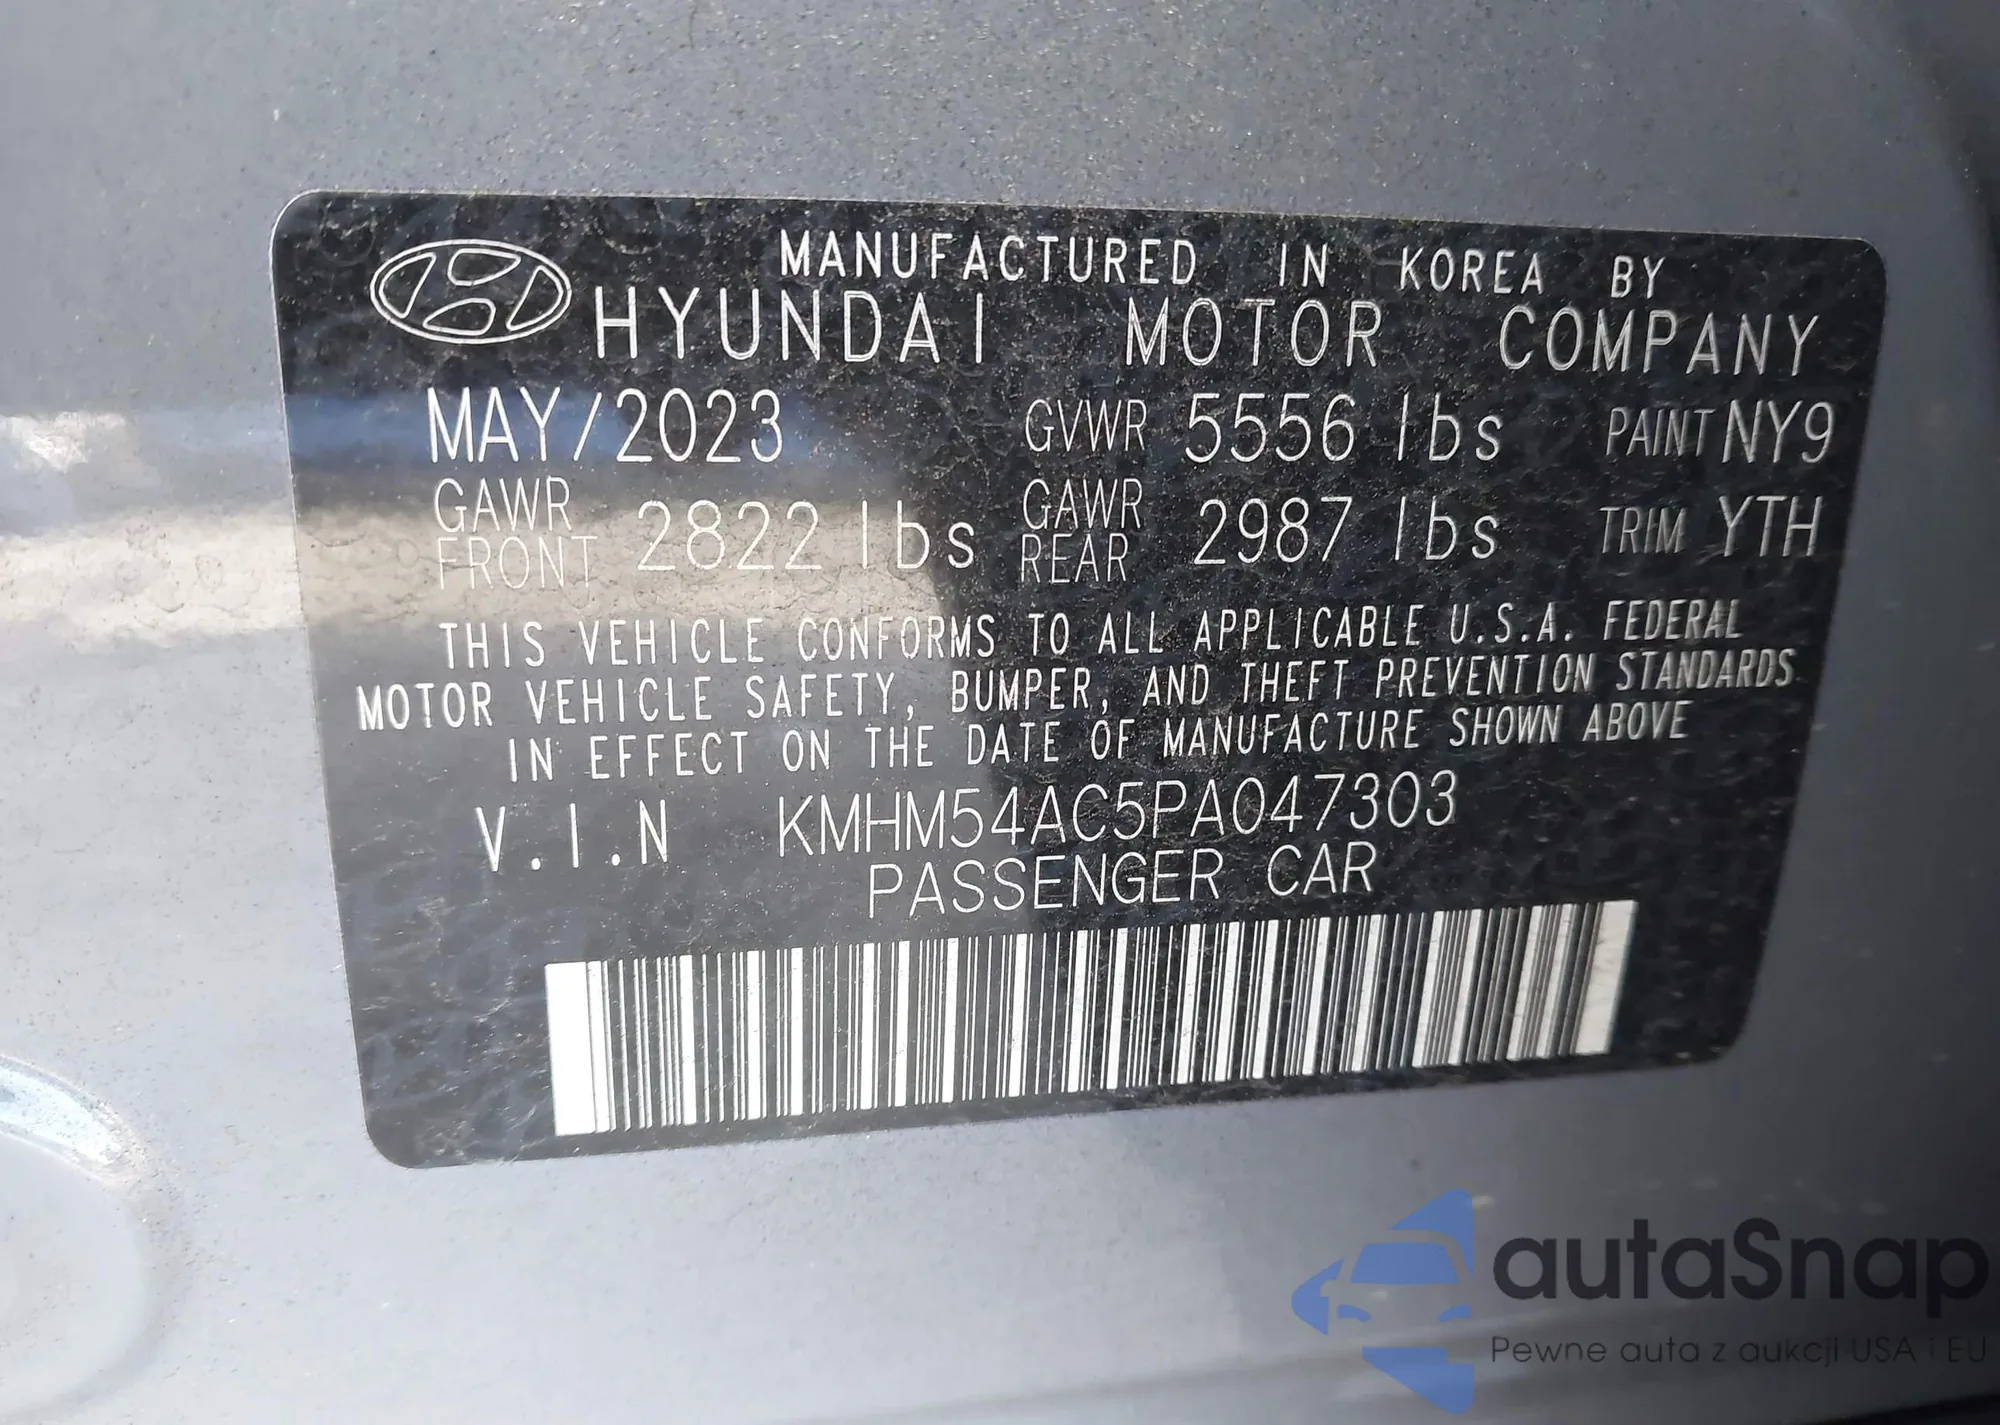 MANUFACTURED IN KOREA BY
HYUNDAI MOTOR COMPANY
MAY/2023 GVWR 5556 lbs PAINT NY9
GAWR FRONT 2822 lbs GAWR REAR 2987 lbs TRIM YTH
THIS VEHICLE CONFORMS TO ALL APPLICABLE U.S.A. FEDERAL
MOTOR VEHICLE SAFETY, BUMPER, AND THEFT PREVENTION STANDARDS
IN EFFECT ON THE DATE OF MANUFACTURE SHOWN ABOVE
V.I.N KMHM54AC5PA047303
PASSENGER CAR
autaSnap
Pewne auta z aukcji USA i EU